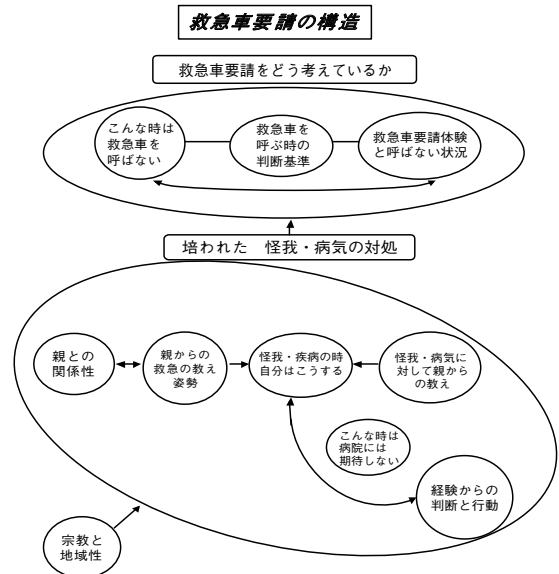 救急車要請の構造
救急車要請をどう考えているか
こんな時は
救急車を
呼ばない
救急車を
呼ぶ時の
判断基準
救急車要請体験
と呼ばない状況
培われた 怪我・病気の対処
親との
関係性
親からの
救急の教え
姿勢
怪我・疾病の時
自分はこうする
怪我・病気に
対して親から
の教え
こんな時は
病院には
期待しない
経験からの
判断と行動
宗教と
地域性